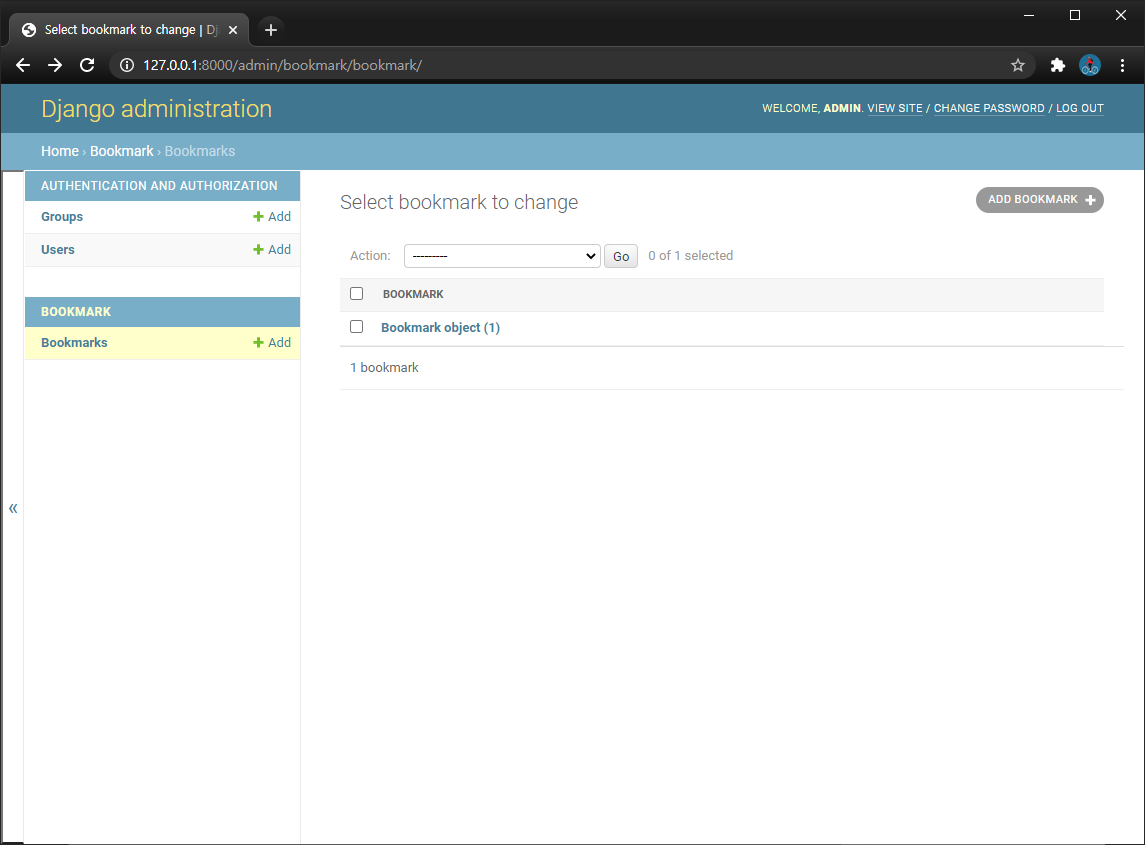 Select bookmark to change | Dj
127.0.0.1:8000/admin/bookmark/bookmark/
Django administration
WELCOME, ADMIN. VIEW SITE / CHANGE PASSWORD / LOG OUT
Home › Bookmark › Bookmarks
AUTHENTICATION AND AUTHORIZATION
Groups Add
Users Add
BOOKMARK
Bookmarks Add
«
Select bookmark to change
ADD BOOKMARK
Action: --------- Go 0 of 1 selected
BOOKMARK
Bookmark object (1)
1 bookmark